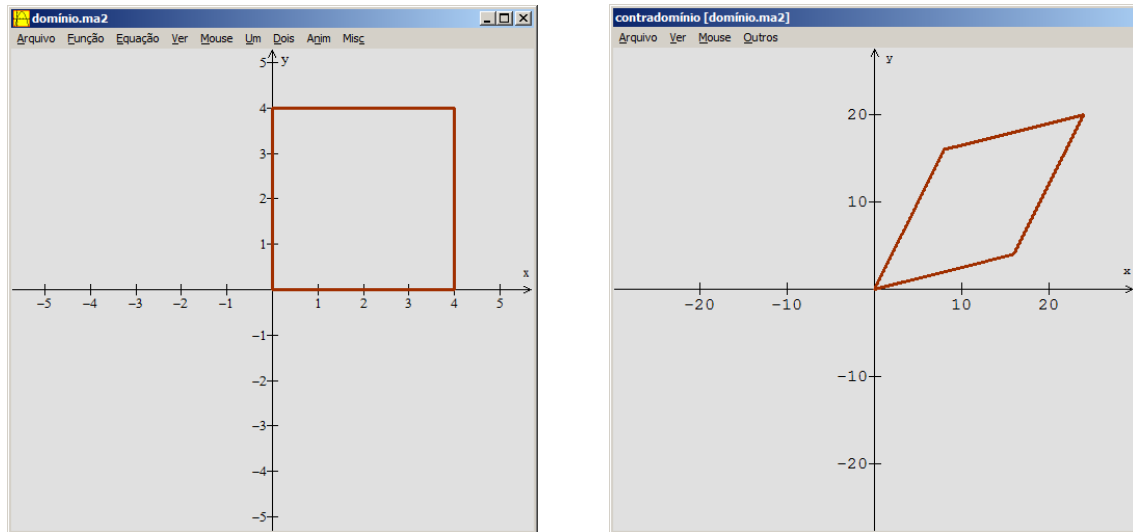 domínio.ma2
Arquivo Função Equação Ver Mouse Um Dois Anim Misc
y
5
4
3
2
1
x
−5 −4 −3 −2 −1 1 2 3 4 5
−1
−2
−3
−4
−5
contradomínio [domínio.ma2]
Arquivo Ver Mouse Outros
y
20
10
x
−20 −10 10 20
−10
−20